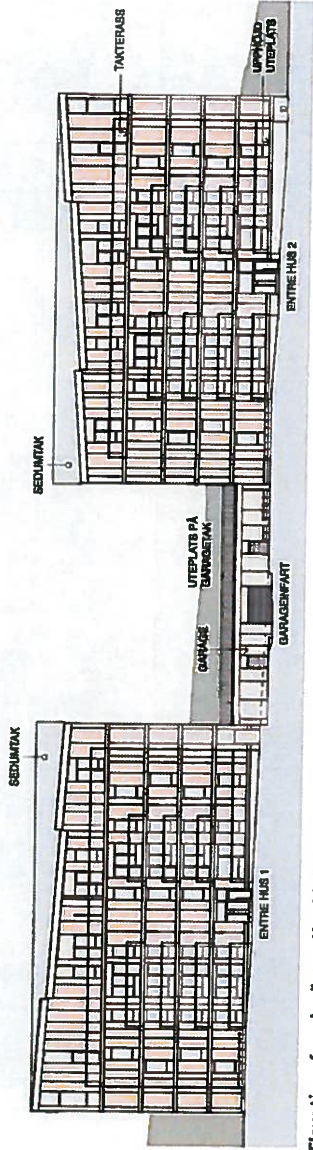 SEDUMTAK
SEDUMTAK
TAKTERASS
UTEPLATS PÅ
GARAGETAK
GARAGE
UPPHÖJD
UTEPLATS
ENTRE HUS 1
GARAGEINFART
ENTRE HUS 2